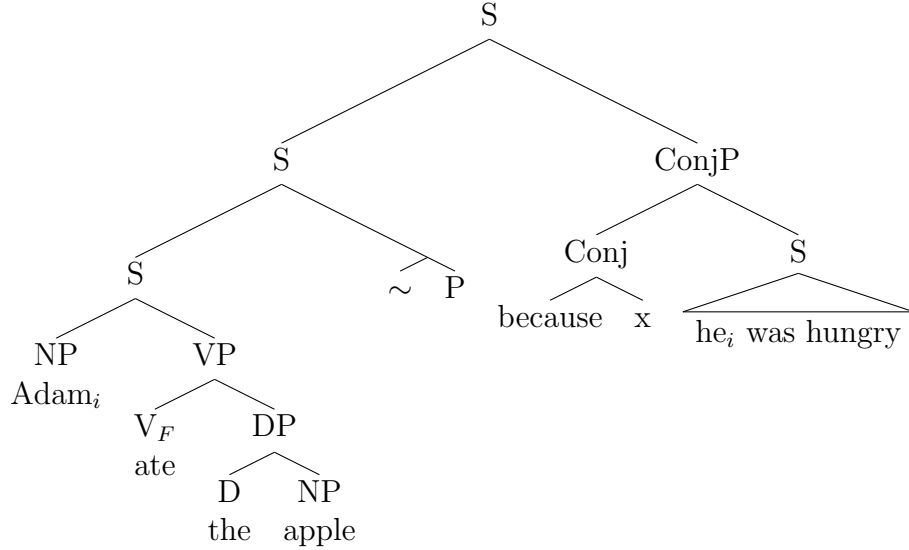 S
S ConjP
S ∼ P Conj S
NP VP because x he_i was hungry
Adam_i V_F DP
ate D NP
the apple